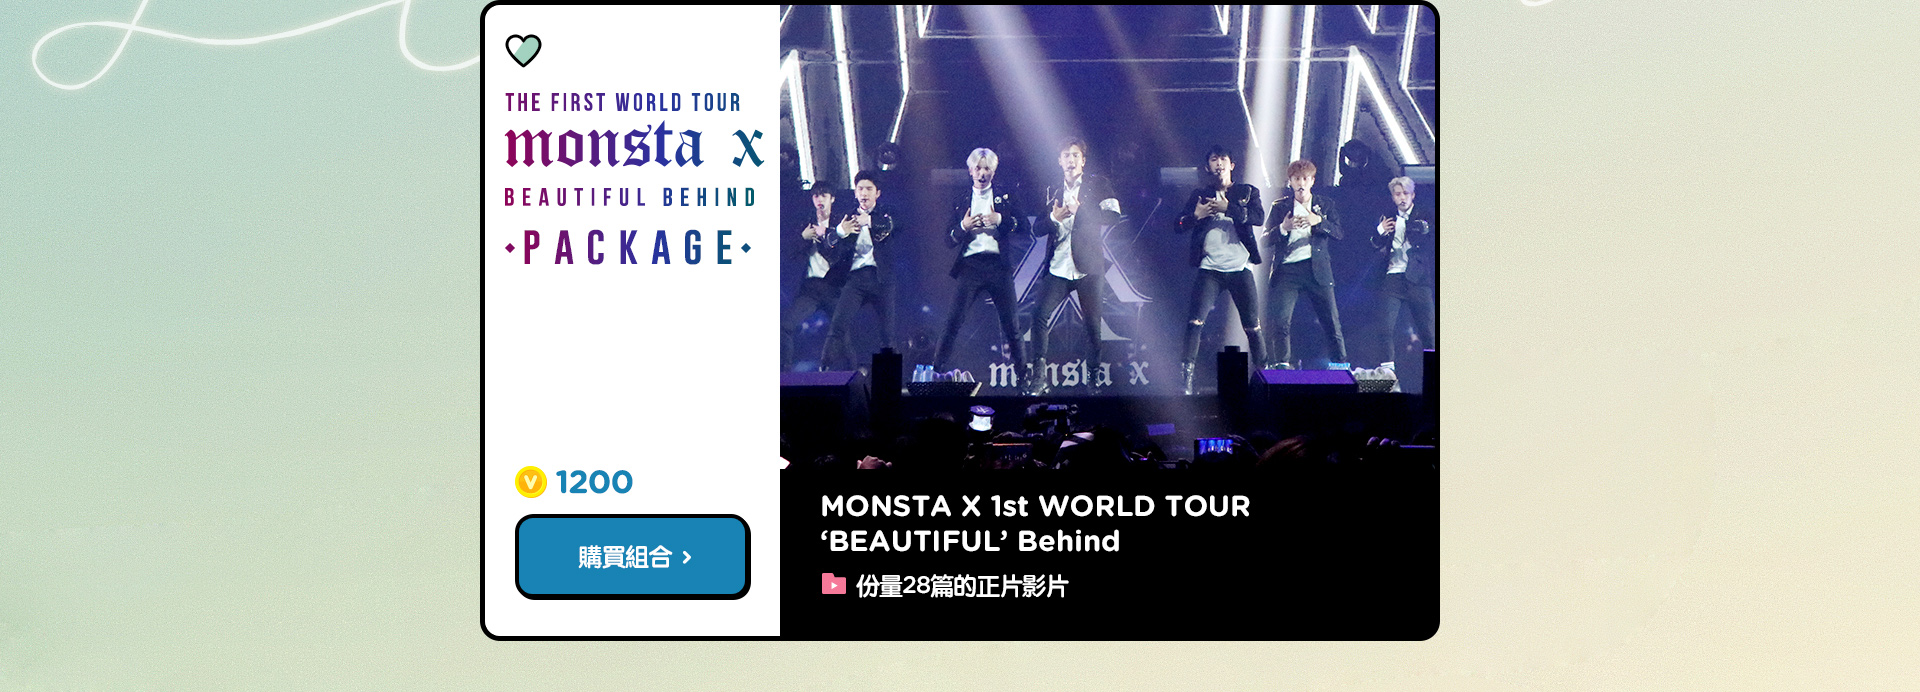 THE FIRST WORLD TOUR
monsta x
BEAUTIFUL BEHIND
·PACKAGE·
V 1200
購買組合 >
monsta x
MONSTA X 1st WORLD TOUR
‘BEAUTIFUL’ Behind
份量28篇的正片影片